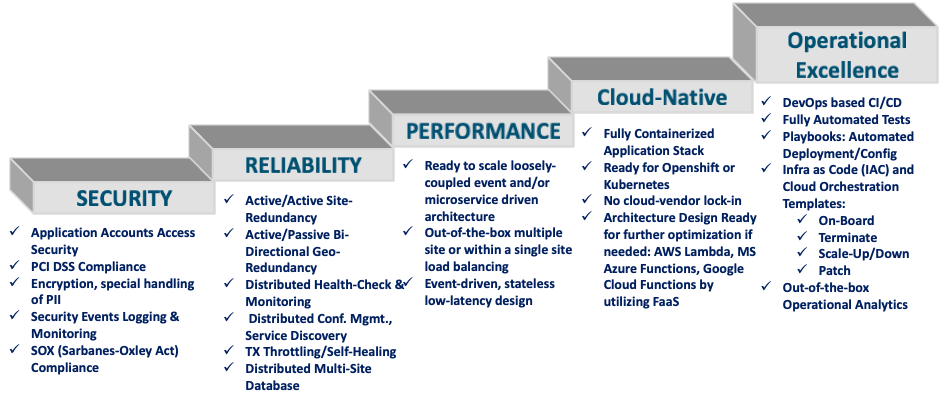 SECURITY
Application Accounts Access
Security
PCI DSS Compliance
Encryption, special handling
of PII
Security Events Logging &
Monitoring
SOX (Sarbanes-Oxley Act)
Compliance
RELIABILITY
Active/Active Site-
Redundancy
Active/Passive Bi-
Directional Geo-
Redundancy
Distributed Health-Check &
Monitoring
Distributed Conf. Mgmt.,
Service Discovery
TX Throttling/Self-Healing
Distributed Multi-Site
Database
PERFORMANCE
Ready to scale loosely-
coupled event and/or
microservice driven
architecture
Out-of-the-box multiple
site or within a single site
load balancing
Event-driven, stateless
low-latency design
Cloud-Native
Fully Containerized
Application Stack
Ready for Openshift or
Kubernetes
No cloud-vendor lock-in
Architecture Design Ready
for further optimization if
needed: AWS Lambda, MS
Azure Functions, Google
Cloud Functions by
utilizing FaaS
Operational
Excellence
DevOps based CI/CD
Fully Automated Tests
Playbooks: Automated
Deployment/Config
Infra as Code (IAC) and
Cloud Orchestration
Templates:
On-Board
Terminate
Scale-Up/Down
Patch
Out-of-the-box
Operational Analytics